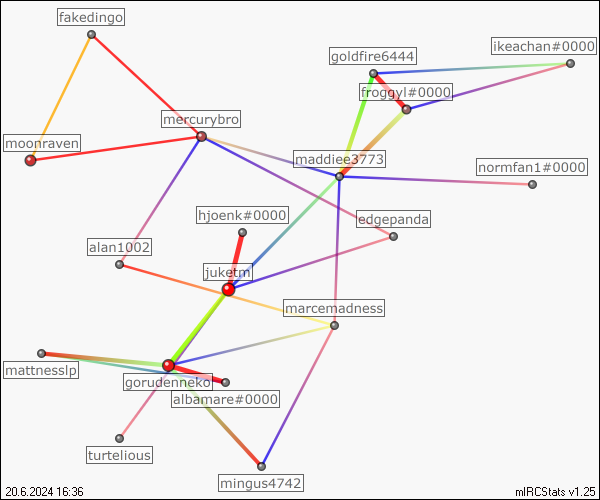 fakedingo
ikeachan#0000
goldfire6444
froggyl#0000
mercurybro
moonraven
maddiee3773
normfan1#0000
hjoenk#0000
edgepanda
alan1002
juketm
marcemadness
mattnesslp
gorudenneko
albamare#0000
turtelious
mingus4742
20.6.2024 16:36
mIRCStats v1.25